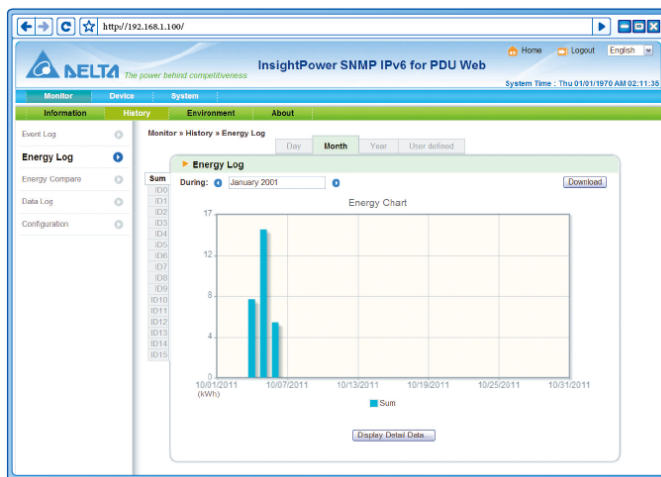 http://192.168.1.100/
Home Logout English
DELTA The power behind competitiveness
InsightPower SNMP IPv6 for PDU Web
System Time : Thu 01/01/1970 AM 02:11:35
Monitor Device System
Information History Environment About
Event Log
Energy Log
Energy Compare
Data Log
Configuration
Monitor » History » Energy Log
Day Month Year User defined
Energy Log
Sum
ID0
ID1
ID2
ID3
ID4
ID5
ID6
ID7
ID8
ID9
ID10
ID11
ID12
ID13
ID14
ID15
During: January 2001 Download
Energy Chart
17
12
8
4
0
10/01/2011 10/07/2011 10/13/2011 10/19/2011 10/25/2011 10/31/2011
(kWh)
Sum
Display Detail Data...